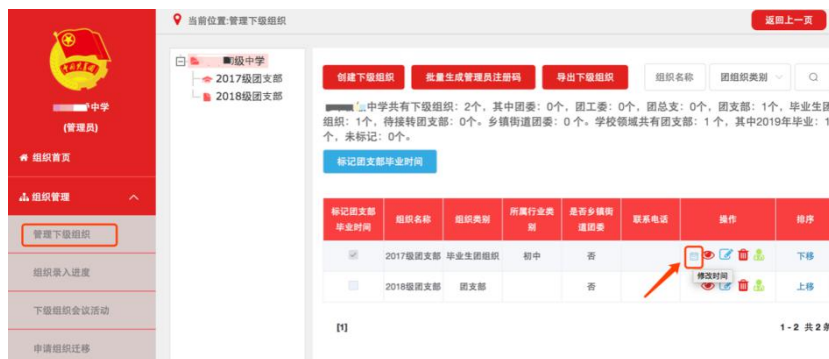 当前位置:管理下级组织
返回上一页
中学
(管理员)
组织首页
组织管理
管理下级组织
组织录入进度
下级组织会议活动
申请组织迁移
级中学
2017级团支部
2018级团支部
创建下级组织 批量生成管理员注册码 导出下级组织 组织名称 团组织类别
中学共有下级组织：2个，其中团委：0个，团工委：0个，团总支：0个，团支部：1个，毕业生团
组织：1个，待接转团支部：0个。乡镇街道团委：0 个。学校领域共有团支部：1 个，其中2019年毕业：1
个，未标记：0个。
标记团支部毕业时间
标记团支部毕业时间 组织名称 组织类别 所属行业类别 是否乡镇街道团委 联系电话 操作 排序
2017级团支部 毕业生团组织 初中 否 下移
修改时间
2018级团支部 团支部 否 上移
[1]
1 - 2 共 2 条